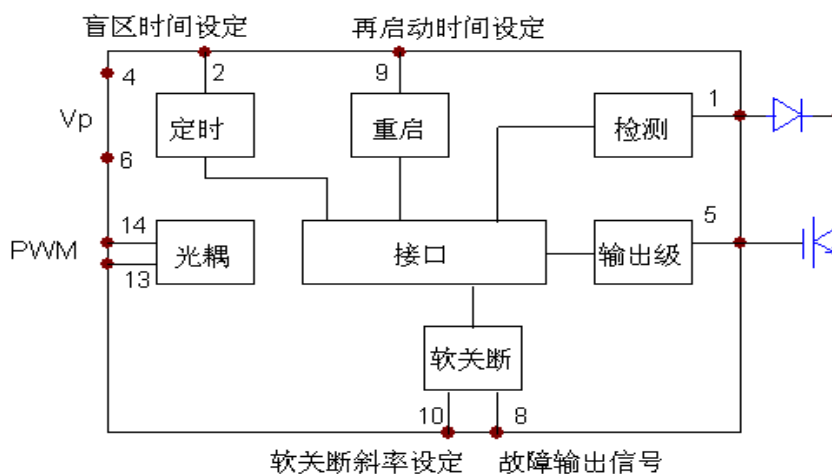 盲区时间设定
再启动时间设定
4
2
9
1
Vp
定时
重启
检测
6
14
5
PWM
光耦
接口
输出级
13
软关断
10
8
软关断斜率设定
故障输出信号